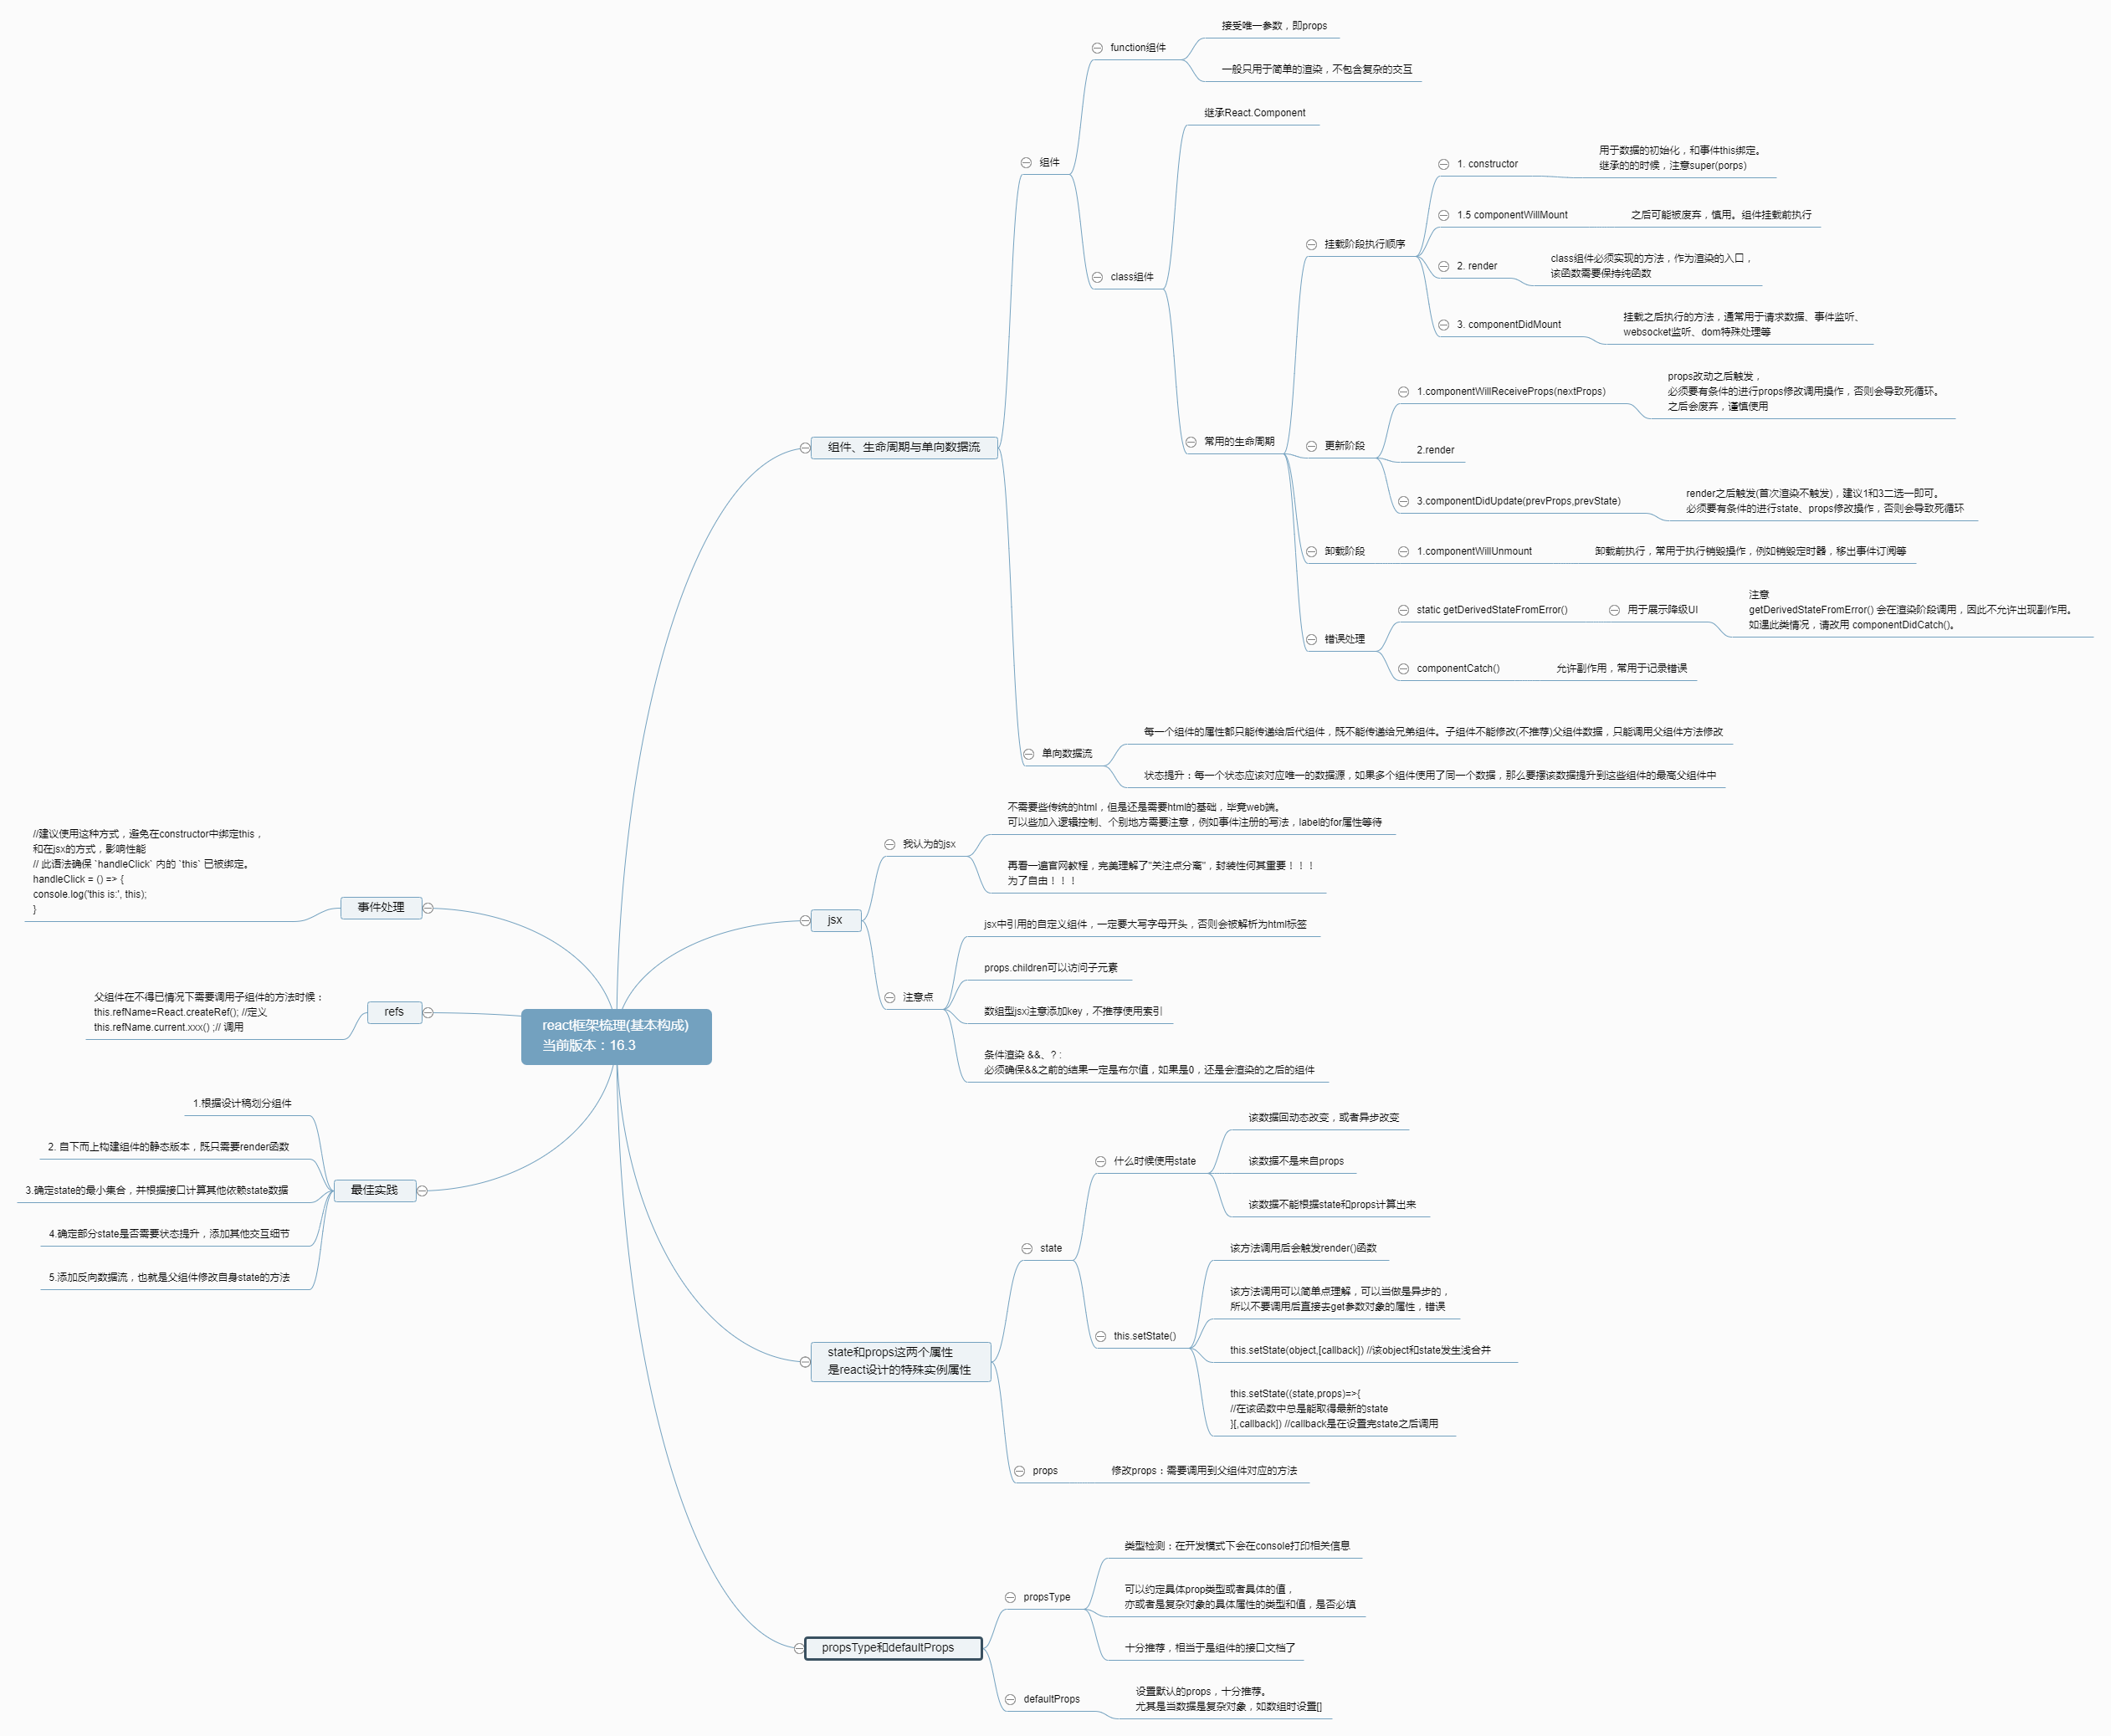 react框架梳理(基本构成)
当前版本：16.3
组件、生命周期与单向数据流
组件
function组件
接受唯一参数，即props
一般只用于简单的渲染，不包含复杂的交互
class组件
继承React.Component
常用的生命周期
挂载阶段执行顺序
1. constructor
用于数据的初始化，和事件this绑定。
继承的的时候，注意super(porps)
1.5 componentWillMount
之后可能被废弃，慎用。组件挂载前执行
2. render
class组件必须实现的方法，作为渲染的入口，
该函数需要保持纯函数
3. componentDidMount
挂载之后执行的方法，通常用于请求数据、事件监听、
websocket监听、dom特殊处理等
更新阶段
1.componentWillReceiveProps(nextProps)
props改动之后触发，
必须要有条件的进行props修改调用操作，否则会导致死循环。
之后会废弃，谨慎使用
2.render
3.componentDidUpdate(prevProps,prevState)
render之后触发(首次渲染不触发)，建议1和3二选一即可。
必须要有条件的进行state、props修改操作，否则会导致死循环
卸载阶段
1.componentWillUnmount
卸载前执行，常用于执行销毁操作，例如销毁定时器，移出事件订阅等
错误处理
static getDerivedStateFromError()
用于展示降级UI
注意
getDerivedStateFromError() 会在渲染阶段调用，因此不允许出现副作用。
如遇此类情况，请改用 componentDidCatch()。
componentCatch()
允许副作用，常用于记录错误
单向数据流
每一个组件的属性都只能传递给后代组件，既不能传递给兄弟组件。子组件不能修改(不推荐)父组件数据，只能调用父组件方法修改
状态提升：每一个状态应该对应唯一的数据源，如果多个组件使用了同一个数据，那么要摞该数据提升到这些组件的最高父组件中
jsx
我认为的jsx
不需要些传统的html，但是还是需要html的基础，毕竟web端。
可以些加入逻辑控制、个别地方需要注意，例如事件注册的写法，label的for属性等待
再看一遍官网教程，完美理解了"关注点分离"，封装性何其重要！！！
为了自由！！！
注意点
jsx中引用的自定义组件，一定要大写字母开头，否则会被解析为html标签
props.children可以访问子元素
数组型jsx注意添加key，不推荐使用索引
条件渲染 &&、? :
必须确保&&之前的结果一定是布尔值，如果是0，还是会渲染的之后的组件
state和props这两个属性
是react设计的特殊实例属性
state
什么时候使用state
该数据回动态改变，或者异步改变
该数据不是来自props
该数据不能根据state和props计算出来
this.setState()
该方法调用后会触发render()函数
该方法调用可以简单点理解，可以当做是异步的，
所以不要调用后直接去get参数对象的属性，错误
this.setState(object,[callback]) //该object和state发生浅合并
this.setState((state,props)=>{
//在该函数中总是能取得最新的state
}[,callback]) //callback是在设置完state之后调用
props
修改props：需要调用到父组件对应的方法
propsType和defaultProps
propsType
类型检测：在开发模式下会在console打印相关信息
可以约定具体prop类型或者具体的值，
亦或者是复杂对象的具体属性的类型和值，是否必填
十分推荐，相当于是组件的接口文档了
defaultProps
设置默认的props，十分推荐。
尤其是当数据是复杂对象，如数组时设置[]
事件处理
//建议使用这种方式，避免在constructor中绑定this，
和在jsx的方式，影响性能
// 此语法确保 `handleClick` 内的 `this` 已被绑定。
handleClick = () => {
console.log('this is:', this);
}
refs
父组件在不得已情况下需要调用子组件的方法时候：
this.refName=React.createRef(); //定义
this.refName.current.xxx() ;// 调用
最佳实践
1.根据设计稿划分组件
2. 自下而上构建组件的静态版本，既只需要render函数
3.确定state的最小集合，并根据接口计算其他依赖state数据
4.确定部分state是否需要状态提升，添加其他交互细节
5.添加反向数据流，也就是父组件修改自身state的方法